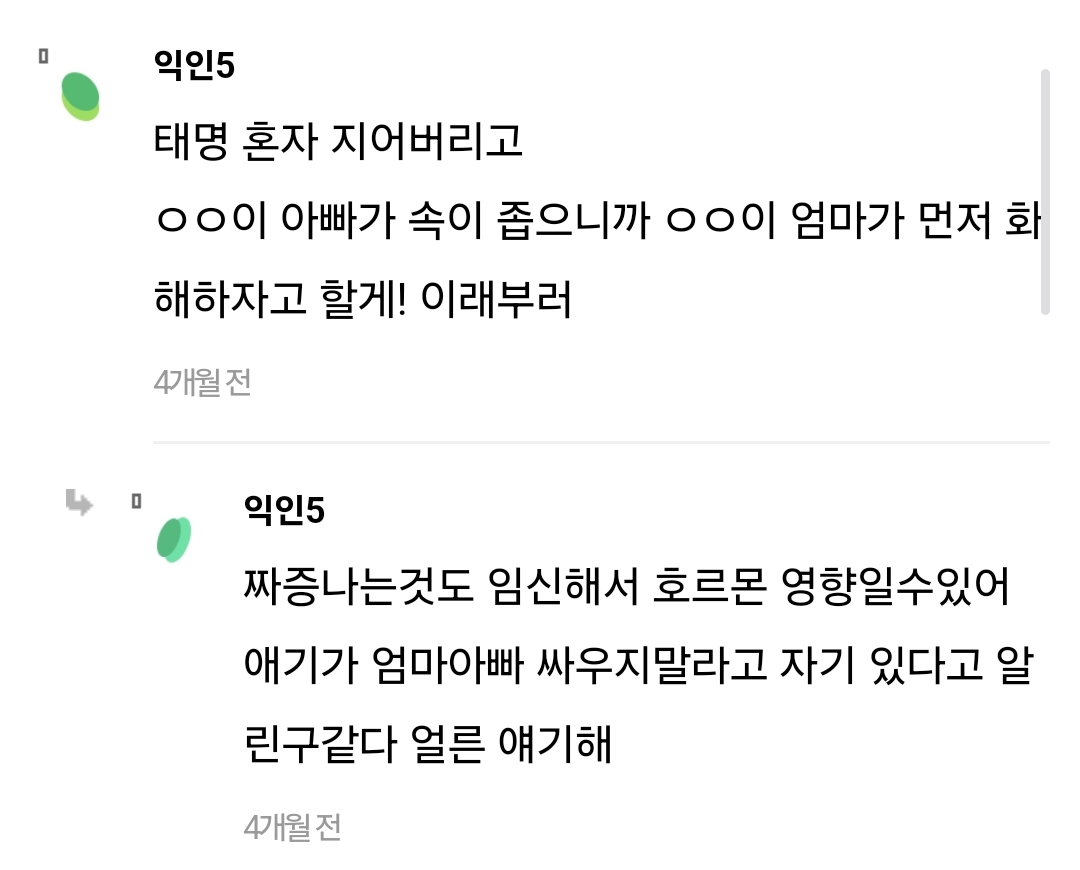 익인5
태명 혼자 지어버리고
ㅇㅇ이 아빠가 속이 좁으니까 ㅇㅇ이 엄마가 먼저 화
해하자고 할게! 이래부러
4개월 전
익인5
짜증나는것도 임신해서 호르몬 영향일수있어
애기가 엄마아빠 싸우지말라고 자기 있다고 알
린구같다 얼른 얘기해
4개월 전